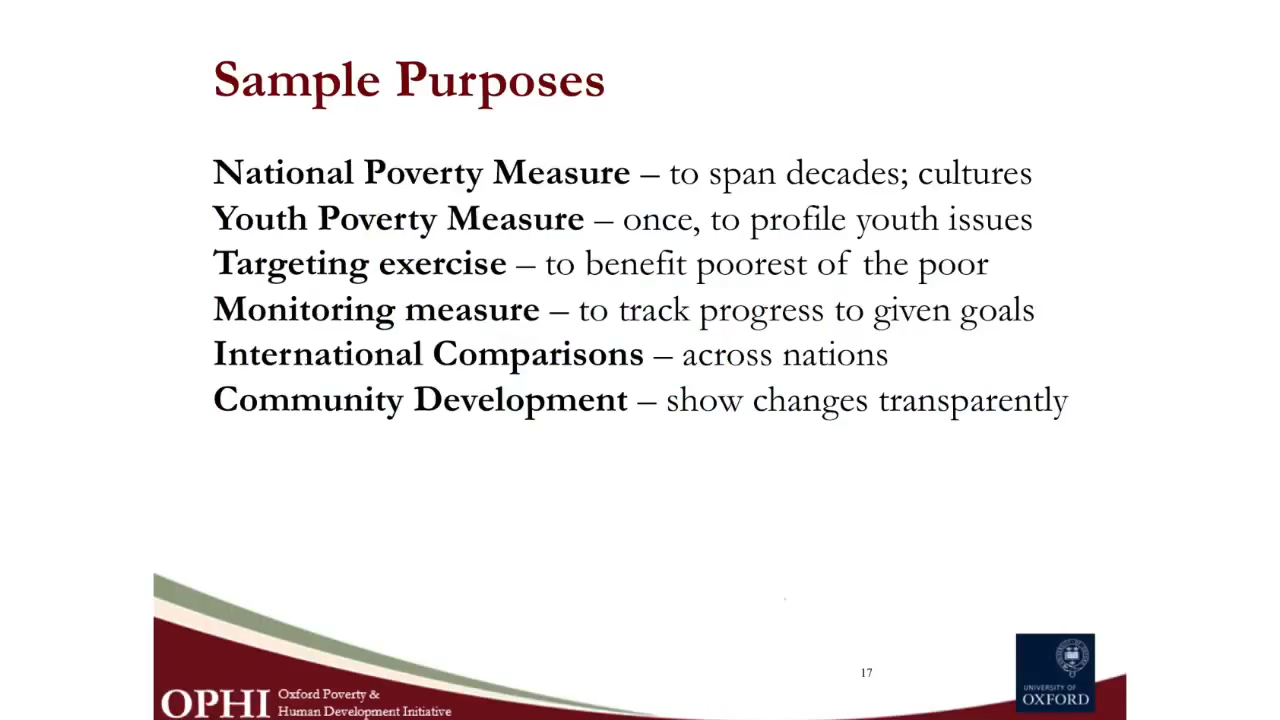 Sample Purposes
National Poverty Measure – to span decades; cultures
Youth Poverty Measure – once, to profile youth issues
Targeting exercise – to benefit poorest of the poor
Monitoring measure – to track progress to given goals
International Comparisons – across nations
Community Development – show changes transparently
17
OPHI
Oxford Poverty &
Human Development Initiative
UNIVERSITY OF
OXFORD